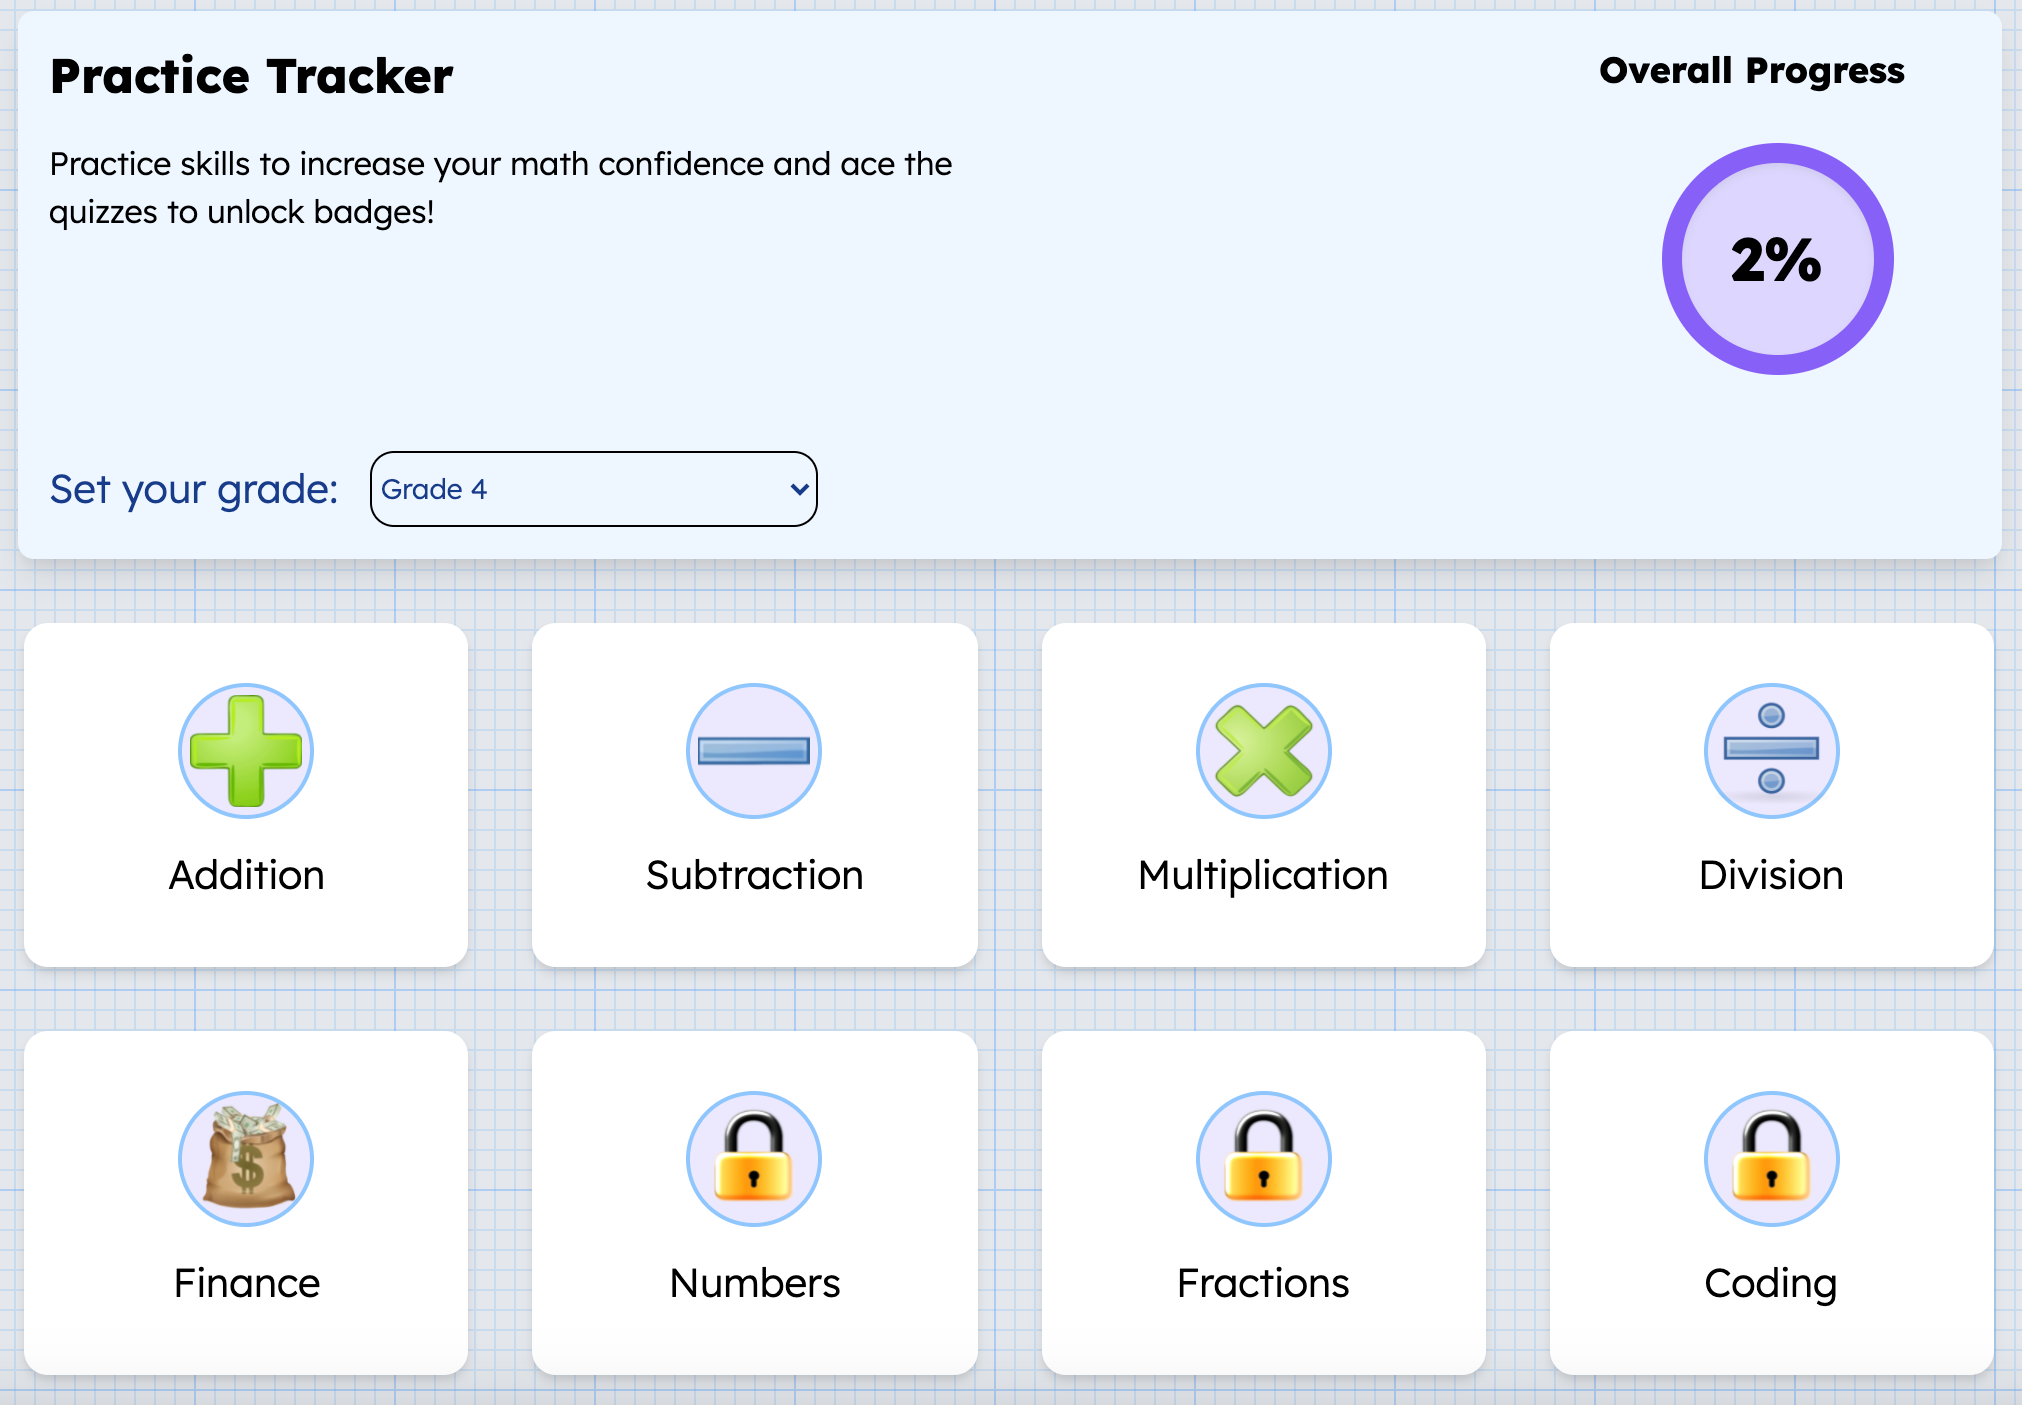 Practice Tracker
Overall Progress
Practice skills to increase your math confidence and ace the
quizzes to unlock badges!
2%
Set your grade:
Grade 4
Addition
Subtraction
Multiplication
Division
$
Finance
Numbers
Fractions
Coding